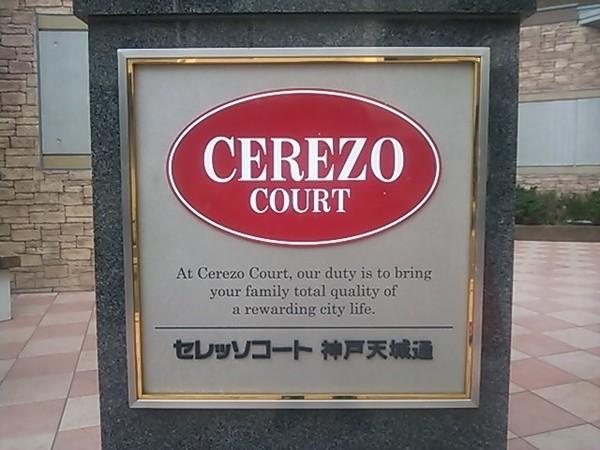 CEREZO
COURT
At Cerezo Court, our duty is to bring
your family total quality of
a rewarding city life.
セレッソコート 神戸天城通